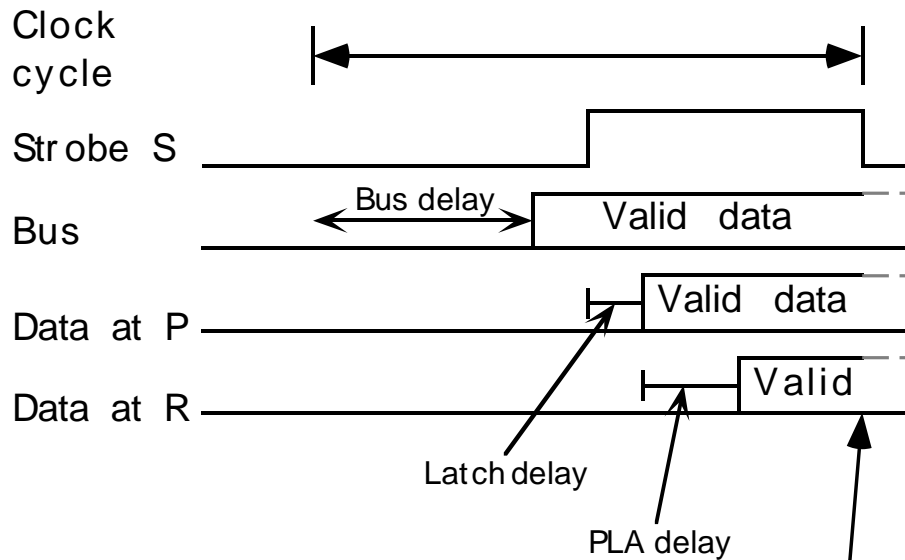 Clock
cycle
Strobe S
Bus delay
Bus
Valid data
Data at P
Valid data
Data at R
Valid
Latch delay
PLA delay